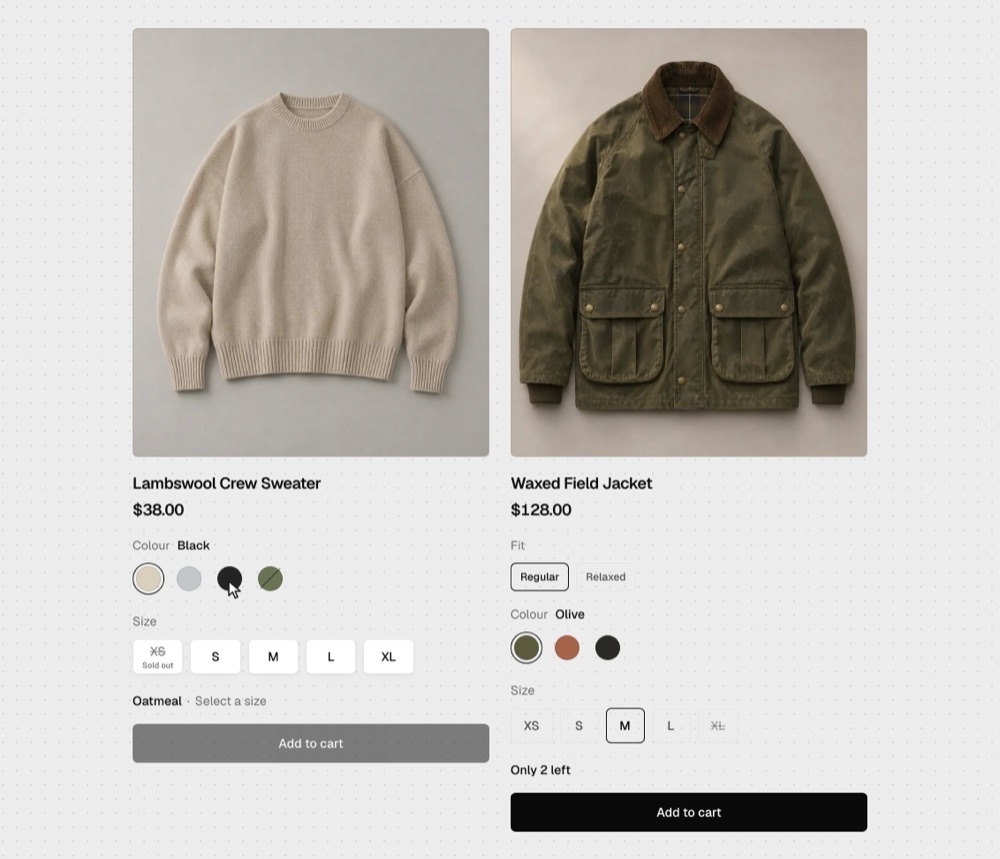 Lambswool Crew Sweater
$38.00
Colour Black
Size
XS
Sold out
S
M
L
XL
Oatmeal · Select a size
Add to cart
Waxed Field Jacket
$128.00
Fit
Regular
Relaxed
Colour Olive
Size
XS
S
M
L
XL
Only 2 left
Add to cart